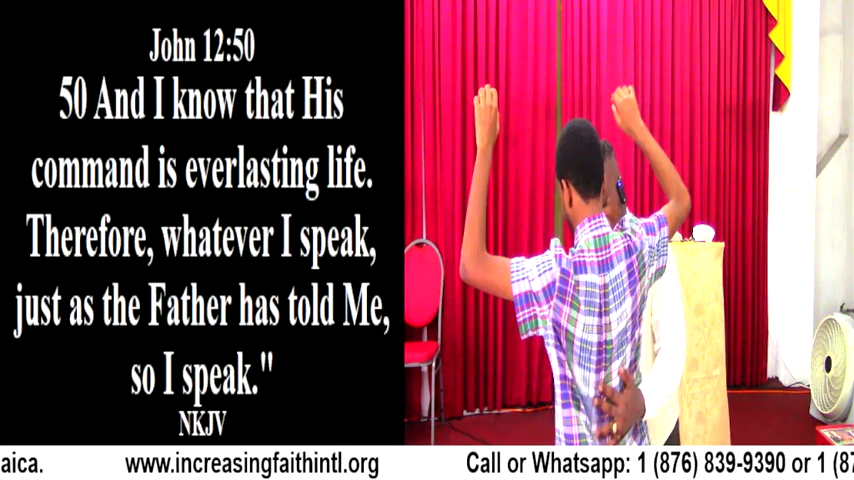 John 12:50
50 And I know that His
command is everlasting life.
Therefore, whatever I speak,
just as the Father has told Me,
so I speak."
NKJV
aica. www.increasingfaithintl.org Call or Whatsapp: 1 (876) 839-9390 or 1 (87